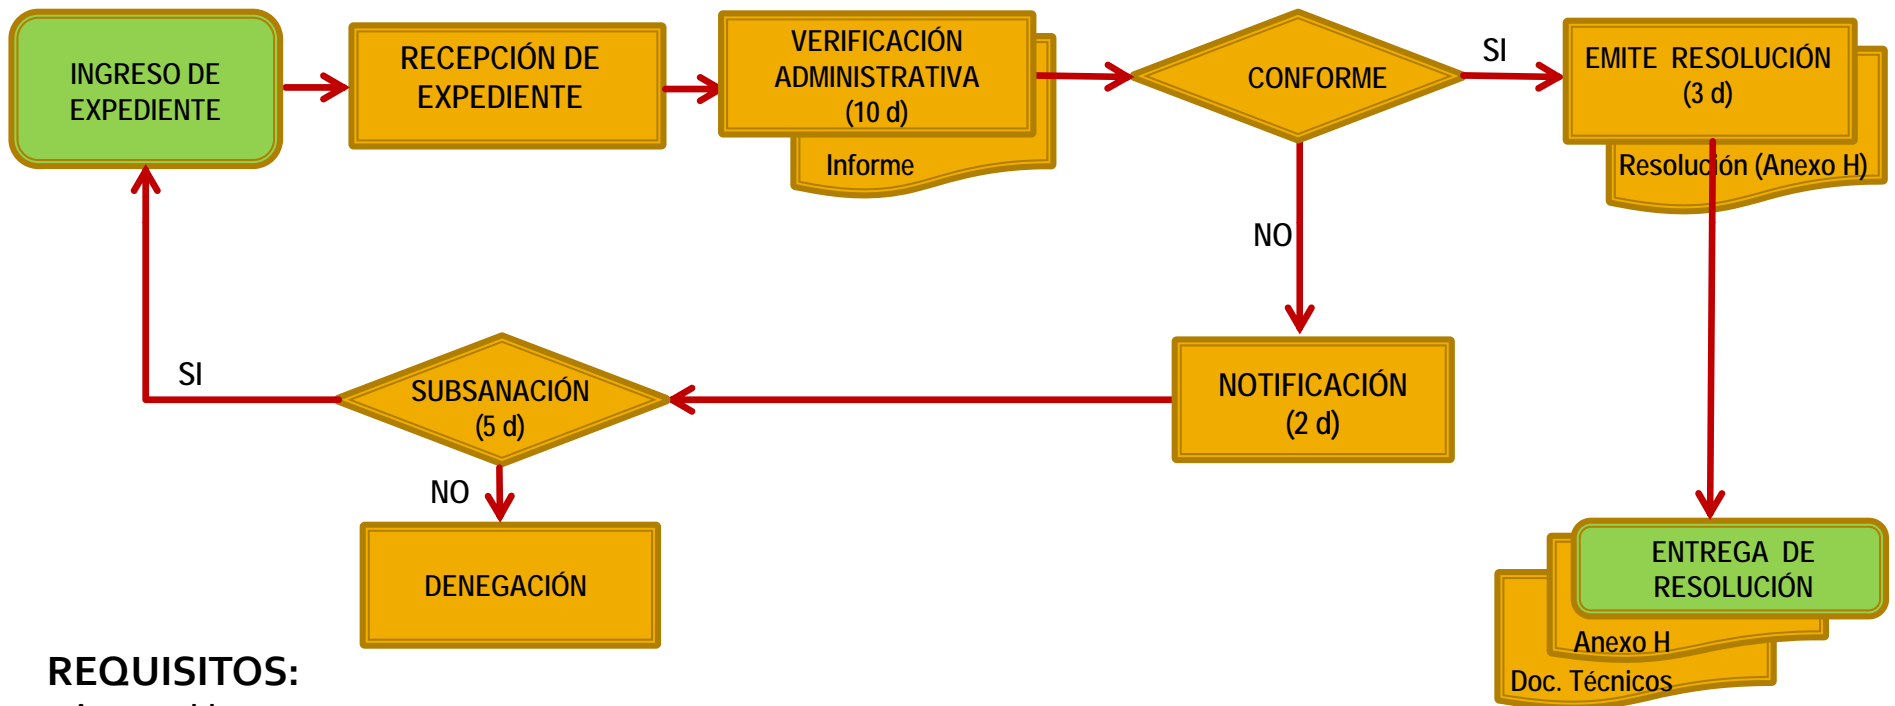 INGRESO DE
EXPEDIENTE
RECEPCIÓN DE
EXPEDIENTE
VERIFICACIÓN
ADMINISTRATIVA
(10 d)
Informe
CONFORME
SI
EMITE RESOLUCIÓN
(3 d)
Resolución (Anexo H)
NO
NOTIFICACIÓN
(2 d)
SUBSANACIÓN
(5 d)
SI
NO
DENEGACIÓN
ENTREGA DE
RESOLUCIÓN
Anexo H
Doc. Técnicos
REQUISITOS: